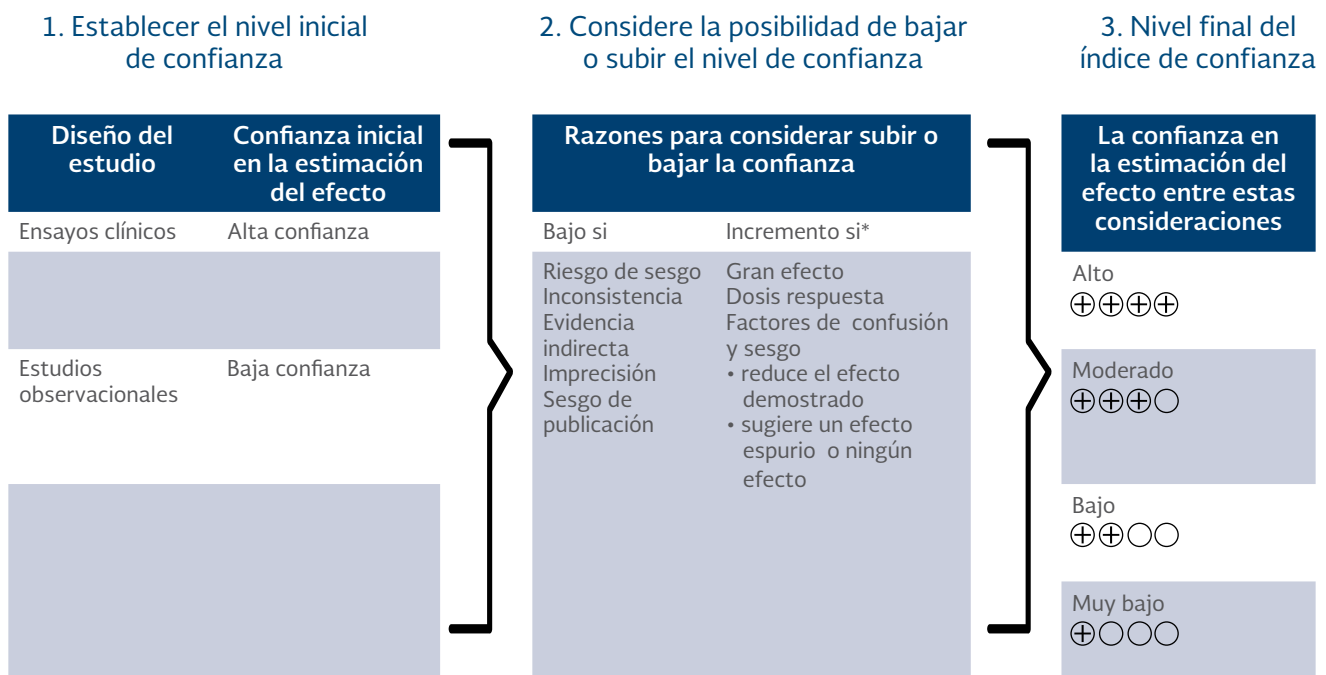 1. Establecer el nivel inicial
de confianza
2. Considere la posibilidad de bajar
o subir el nivel de confianza
3. Nivel final del
índice de confianza
Diseño del
estudio
Confianza inicial
en la estimación
del efecto
Ensayos clínicos
Alta confianza
Estudios
observacionales
Baja confianza
Razones para considerar subir o
bajar la confianza
Bajo si
Riesgo de sesgo
Inconsistencia
Evidencia
indirecta
Imprecisión
Sesgo de
publicación
Incremento si*
Gran efecto
Dosis respuesta
Factores de confusión
y sesgo
• reduce el efecto
demostrado
• sugiere un efecto
espurio o ningún
efecto
La confianza en
la estimación del
efecto entre estas
consideraciones
Alto
⊕⊕⊕⊕
Moderado
⊕⊕⊕○
Bajo
⊕⊕○○
Muy bajo
⊕○○○